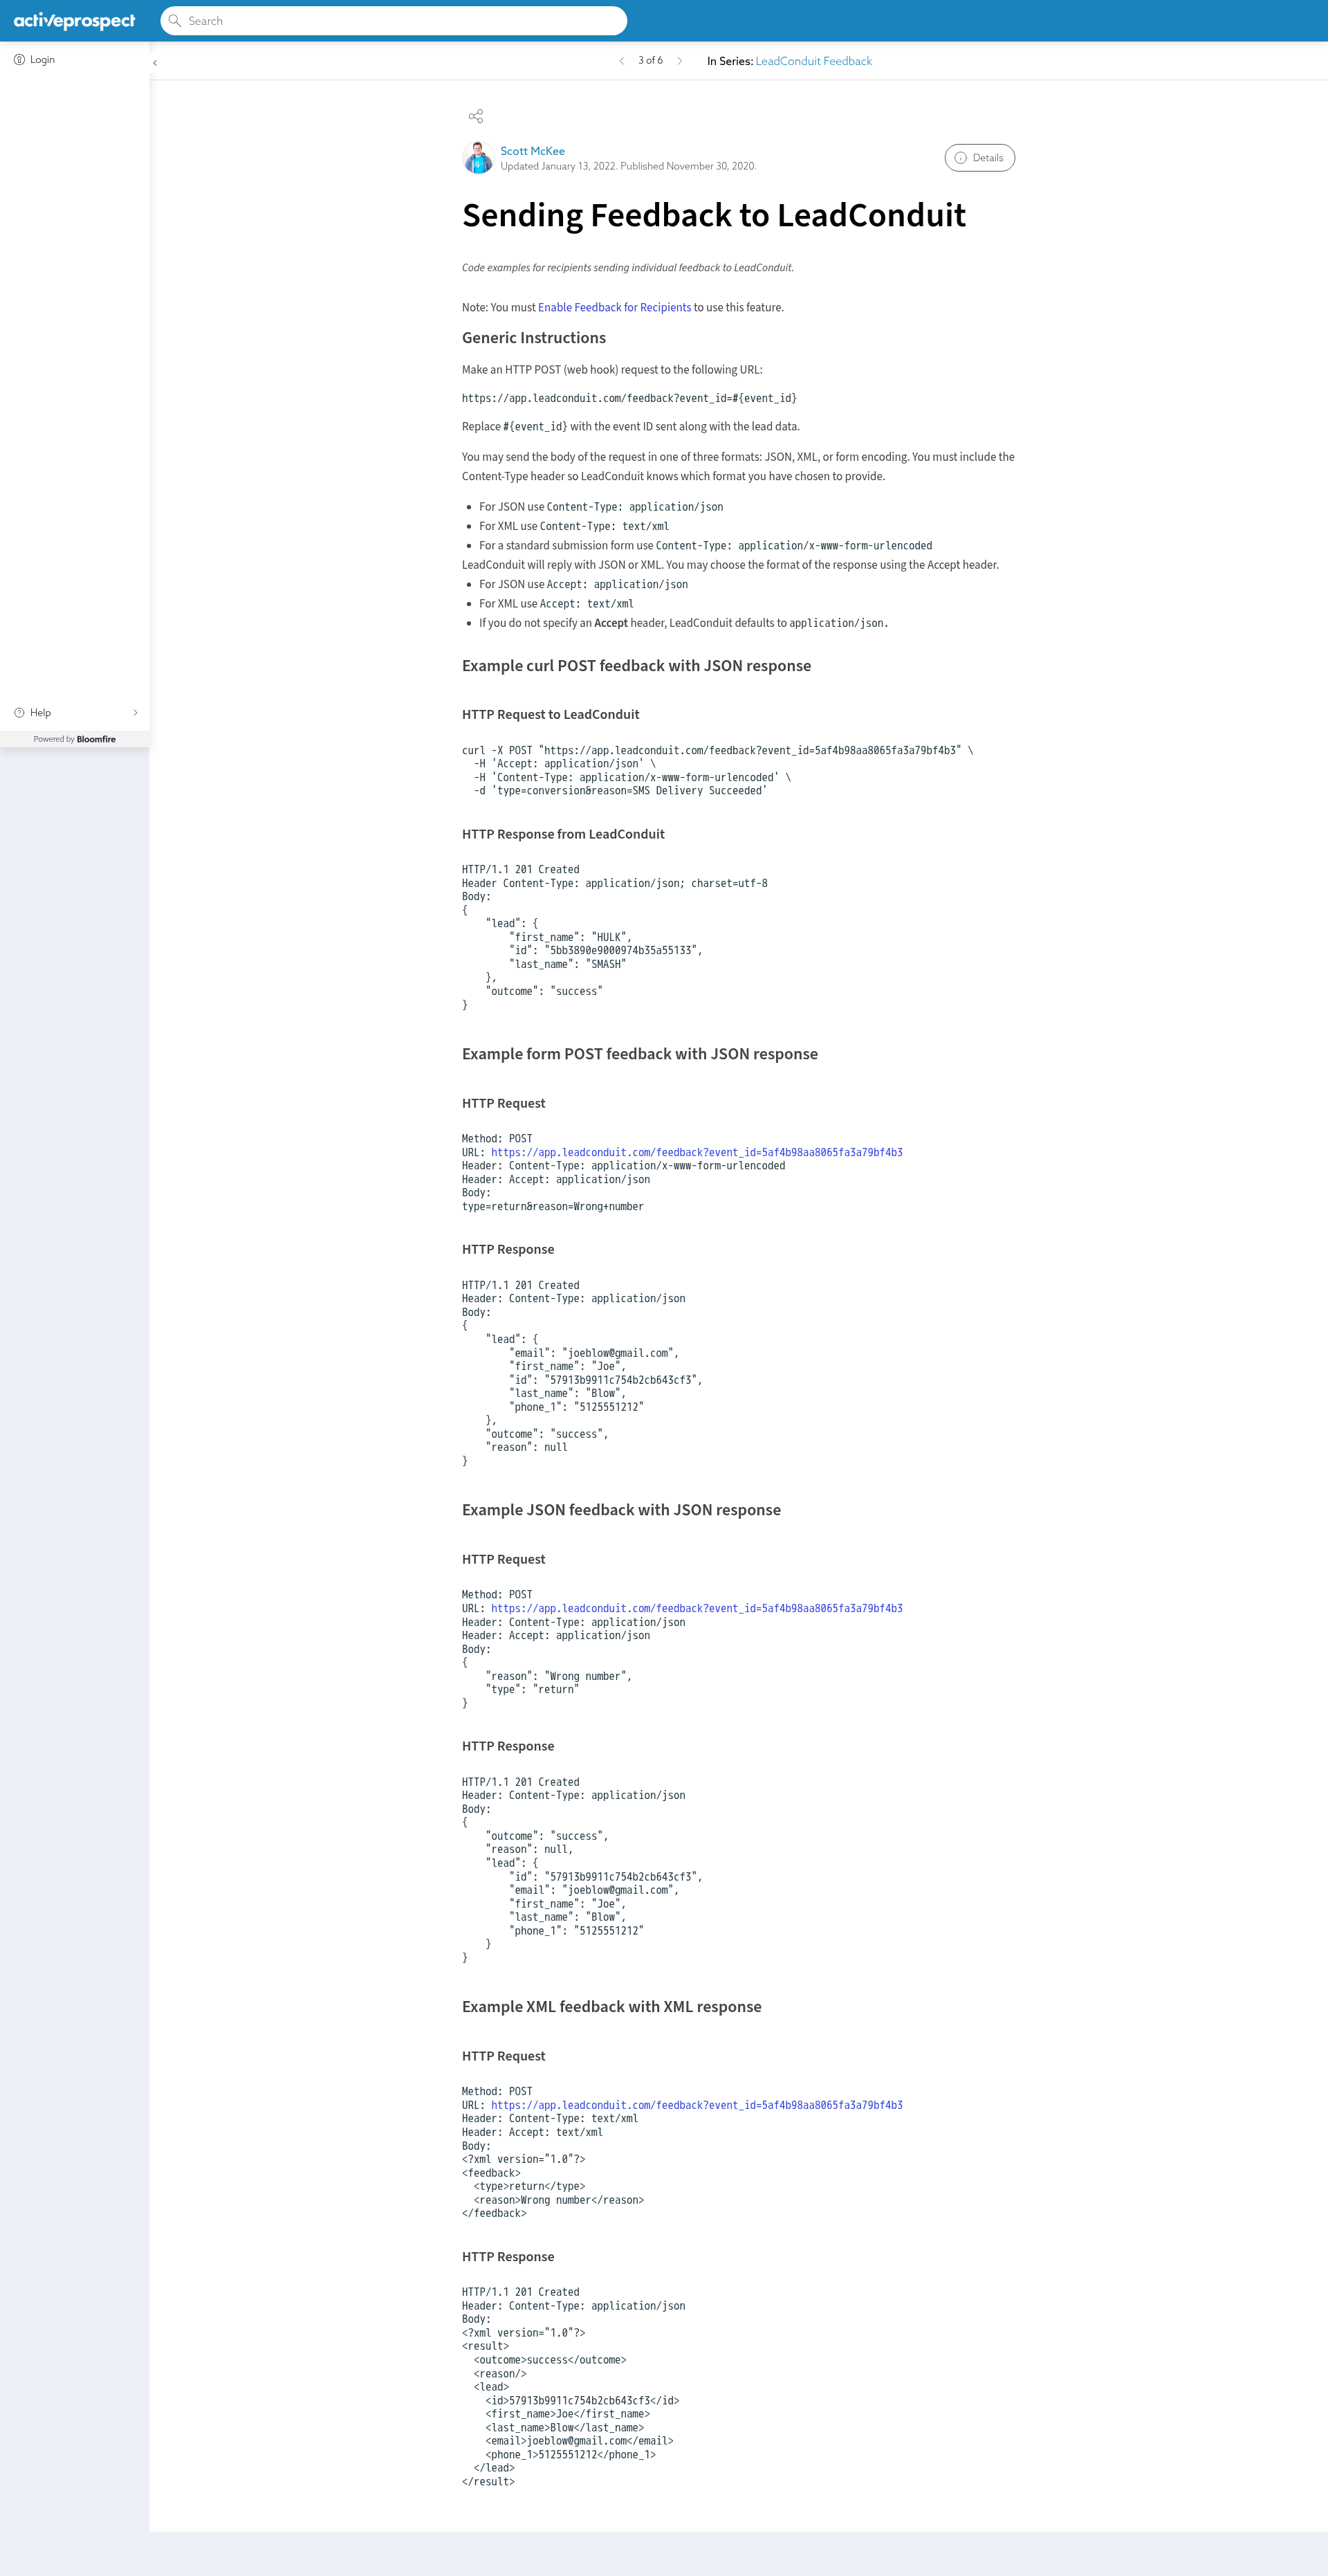 activeprospect
Search
Login
3 of 6
In Series: LeadConduit Feedback
Scott McKee
Updated January 13, 2022. Published November 30, 2020.
Details
Sending Feedback to LeadConduit
Code examples for recipients sending individual feedback to LeadConduit.
Note: You must Enable Feedback for Recipients to use this feature.
Generic Instructions
Make an HTTP POST (web hook) request to the following URL:
https://app.leadconduit.com/feedback?event_id=#{event_id}
Replace #{event_id} with the event ID sent along with the lead data.
You may send the body of the request in one of three formats: JSON, XML, or form encoding. You must include the
Content-Type header so LeadConduit knows which format you have chosen to provide.
• For JSON use Content-Type: application/json
• For XML use Content-Type: text/xml
• For a standard submission form use Content-Type: application/x-www-form-urlencoded
LeadConduit will reply with JSON or XML. You may choose the format of the response using the Accept header.
• For JSON use Accept: application/json
• For XML use Accept: text/xml
• If you do not specify an Accept header, LeadConduit defaults to application/json.
Example curl POST feedback with JSON response
HTTP Request to LeadConduit
Help
Powered by Bloomfire
curl -X POST "https://app.leadconduit.com/feedback?event_id=5af4b98aa8065fa3a79bf4b3" \
  -H 'Accept: application/json' \
  -H 'Content-Type: application/x-www-form-urlencoded' \
  -d 'type=conversion&reason=SMS Delivery Succeeded'
HTTP Response from LeadConduit
HTTP/1.1 201 Created
Header Content-Type: application/json; charset=utf-8
Body:
{
    "lead": {
        "first_name": "HULK",
        "id": "5bb3890e9000974b35a55133",
        "last_name": "SMASH"
    },
    "outcome": "success"
}
Example form POST feedback with JSON response
HTTP Request
Method: POST
URL: https://app.leadconduit.com/feedback?event_id=5af4b98aa8065fa3a79bf4b3
Header: Content-Type: application/x-www-form-urlencoded
Header: Accept: application/json
Body:
type=return&reason=Wrong+number
HTTP Response
HTTP/1.1 201 Created
Header: Content-Type: application/json
Body:
{
    "lead": {
        "email": "joeblow@gmail.com",
        "first_name": "Joe",
        "id": "57913b9911c754b2cb643cf3",
        "last_name": "Blow",
        "phone_1": "5125551212"
    },
    "outcome": "success",
    "reason": null
}
Example JSON feedback with JSON response
HTTP Request
Method: POST
URL: https://app.leadconduit.com/feedback?event_id=5af4b98aa8065fa3a79bf4b3
Header: Content-Type: application/json
Header: Accept: application/json
Body:
{
    "reason": "Wrong number",
    "type": "return"
}
HTTP Response
HTTP/1.1 201 Created
Header: Content-Type: application/json
Body:
{
    "outcome": "success",
    "reason": null,
    "lead": {
        "id": "57913b9911c754b2cb643cf3",
        "email": "joeblow@gmail.com",
        "first_name": "Joe",
        "last_name": "Blow",
        "phone_1": "5125551212"
    }
}
Example XML feedback with XML response
HTTP Request
Method: POST
URL: https://app.leadconduit.com/feedback?event_id=5af4b98aa8065fa3a79bf4b3
Header: Content-Type: text/xml
Header: Accept: text/xml
Body:
<?xml version="1.0"?>
<feedback>
  <type>return</type>
  <reason>Wrong number</reason>
</feedback>
HTTP Response
HTTP/1.1 201 Created
Header: Content-Type: application/json
Body:
<?xml version="1.0"?>
<result>
  <outcome>success</outcome>
  <reason/>
  <lead>
    <id>57913b9911c754b2cb643cf3</id>
    <first_name>Joe</first_name>
    <last_name>Blow</last_name>
    <email>joeblow@gmail.com</email>
    <phone_1>5125551212</phone_1>
  </lead>
</result>